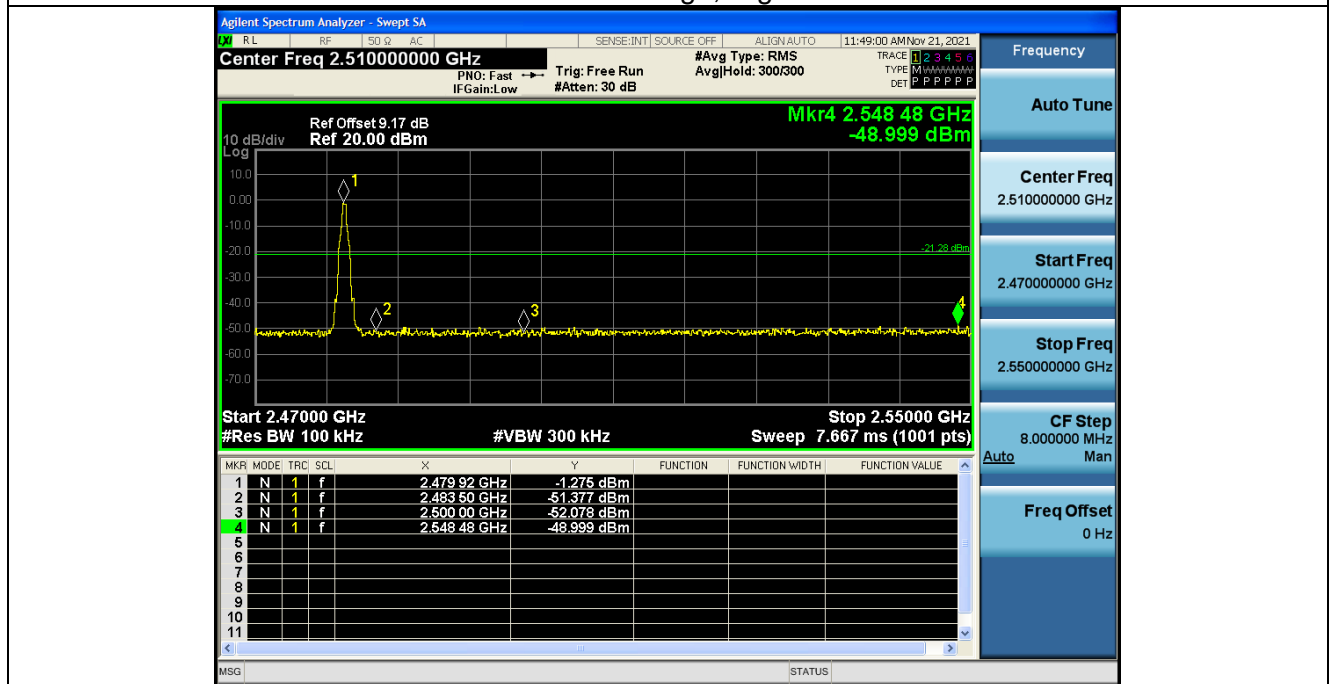 Agilent Spectrum Analyzer - Swept SA
LXI RL RF 50 Ω AC SENSE:INT SOURCE OFF ALIGN AUTO 11:49:00 AM Nov 21, 2021
Center Freq 2.510000000 GHz #Avg Type: RMS TRACE 1 2 3 4 5 6
PNO: Fast Trig: Free Run Avg|Hold: 300/300 TYPE M
IFGain:Low #Atten: 30 dB DET P P P P P P
Mkr4 2.548 48 GHz
-48.999 dBm
Ref Offset 9.17 dB
10 dB/div Ref 20.00 dBm
Log
10.0
0.00
-10.0
-20.0
-30.0
-40.0
-50.0
-60.0
-70.0
1
2
3
4
-21.28 dBm
Start 2.47000 GHz Stop 2.55000 GHz
#Res BW 100 kHz #VBW 300 kHz Sweep 7.667 ms (1001 pts)
MKR MODE TRC SCL X Y FUNCTION FUNCTION WIDTH FUNCTION VALUE
1 N 1 f 2.479 92 GHz -1.275 dBm
2 N 1 f 2.483 50 GHz -51.377 dBm
3 N 1 f 2.500 00 GHz -52.078 dBm
4 N 1 f 2.548 48 GHz -48.999 dBm
5
6
7
8
9
10
11
MSG STATUS
Frequency
Auto Tune
Center Freq
2.510000000 GHz
Start Freq
2.470000000 GHz
Stop Freq
2.550000000 GHz
CF Step
8.000000 MHz
Auto Man
Freq Offset
0 Hz